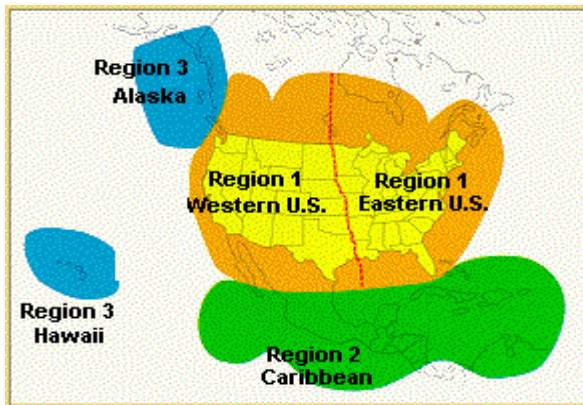 Region 3
Alaska
Region 1
Western U.S.
Region 1
Eastern U.S.
Region 3
Hawaii
Region 2
Caribbean